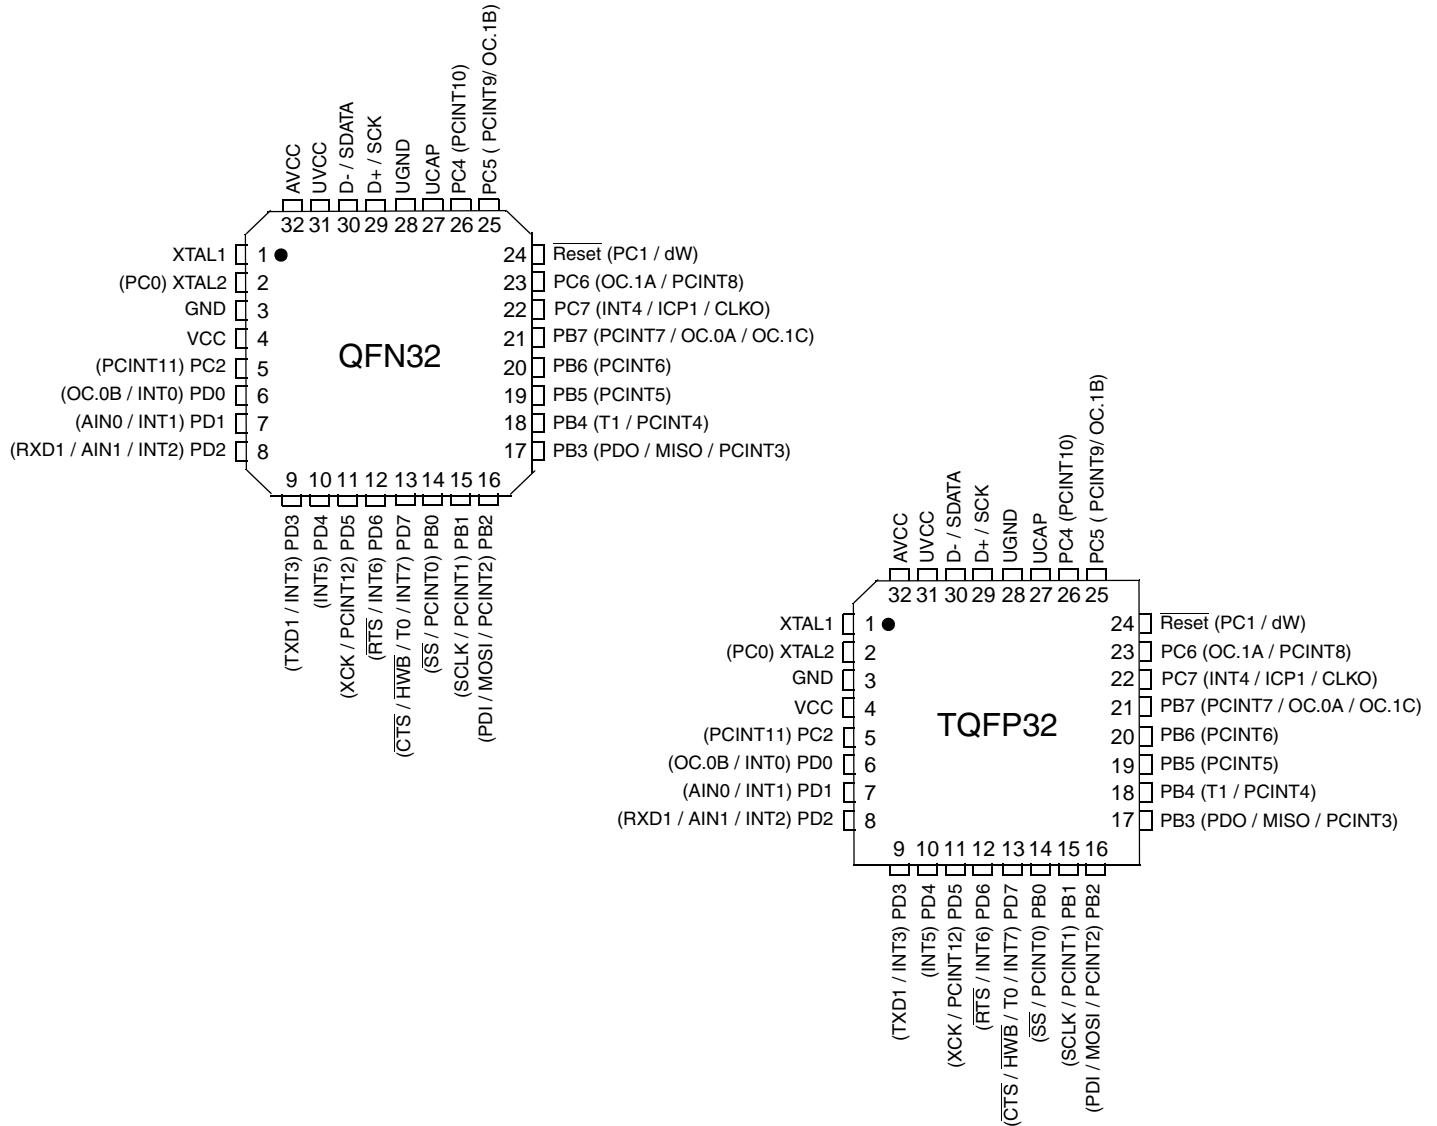 AVCC
UVCC
D- / SDATA
D+ / SCK
UGND
UCAP
PC4 (PCINT10)
PC5 ( PCINT9/ OC.1B)
32 31 30 29 28 27 26 25
XTAL1 1
(PC0) XTAL2 2
GND 3
VCC 4
(PCINT11) PC2 5
(OC.0B / INT0) PD0 6
(AIN0 / INT1) PD1 7
(RXD1 / AIN1 / INT2) PD2 8
QFN32
24 Reset (PC1 / dW)
23 PC6 (OC.1A / PCINT8)
22 PC7 (INT4 / ICP1 / CLKO)
21 PB7 (PCINT7 / OC.0A / OC.1C)
20 PB6 (PCINT6)
19 PB5 (PCINT5)
18 PB4 (T1 / PCINT4)
17 PB3 (PDO / MISO / PCINT3)
9 10 11 12 13 14 15 16
(TXD1 / INT3) PD3
(INT5) PD4
(XCK / PCINT12) PD5
(RTS / INT6) PD6
(CTS / HWB / T0 / INT7) PD7
(SS / PCINT0) PB0
(SCLK / PCINT1) PB1
(PDI / MOSI / PCINT2) PB2
AVCC
UVCC
D- / SDATA
D+ / SCK
UGND
UCAP
PC4 (PCINT10)
PC5 ( PCINT9/ OC.1B)
32 31 30 29 28 27 26 25
XTAL1 1
(PC0) XTAL2 2
GND 3
VCC 4
(PCINT11) PC2 5
(OC.0B / INT0) PD0 6
(AIN0 / INT1) PD1 7
(RXD1 / AIN1 / INT2) PD2 8
TQFP32
24 Reset (PC1 / dW)
23 PC6 (OC.1A / PCINT8)
22 PC7 (INT4 / ICP1 / CLKO)
21 PB7 (PCINT7 / OC.0A / OC.1C)
20 PB6 (PCINT6)
19 PB5 (PCINT5)
18 PB4 (T1 / PCINT4)
17 PB3 (PDO / MISO / PCINT3)
9 10 11 12 13 14 15 16
(TXD1 / INT3) PD3
(INT5) PD4
(XCK / PCINT12) PD5
(RTS / INT6) PD6
(CTS / HWB / T0 / INT7) PD7
(SS / PCINT0) PB0
(SCLK / PCINT1) PB1
(PDI / MOSI / PCINT2) PB2